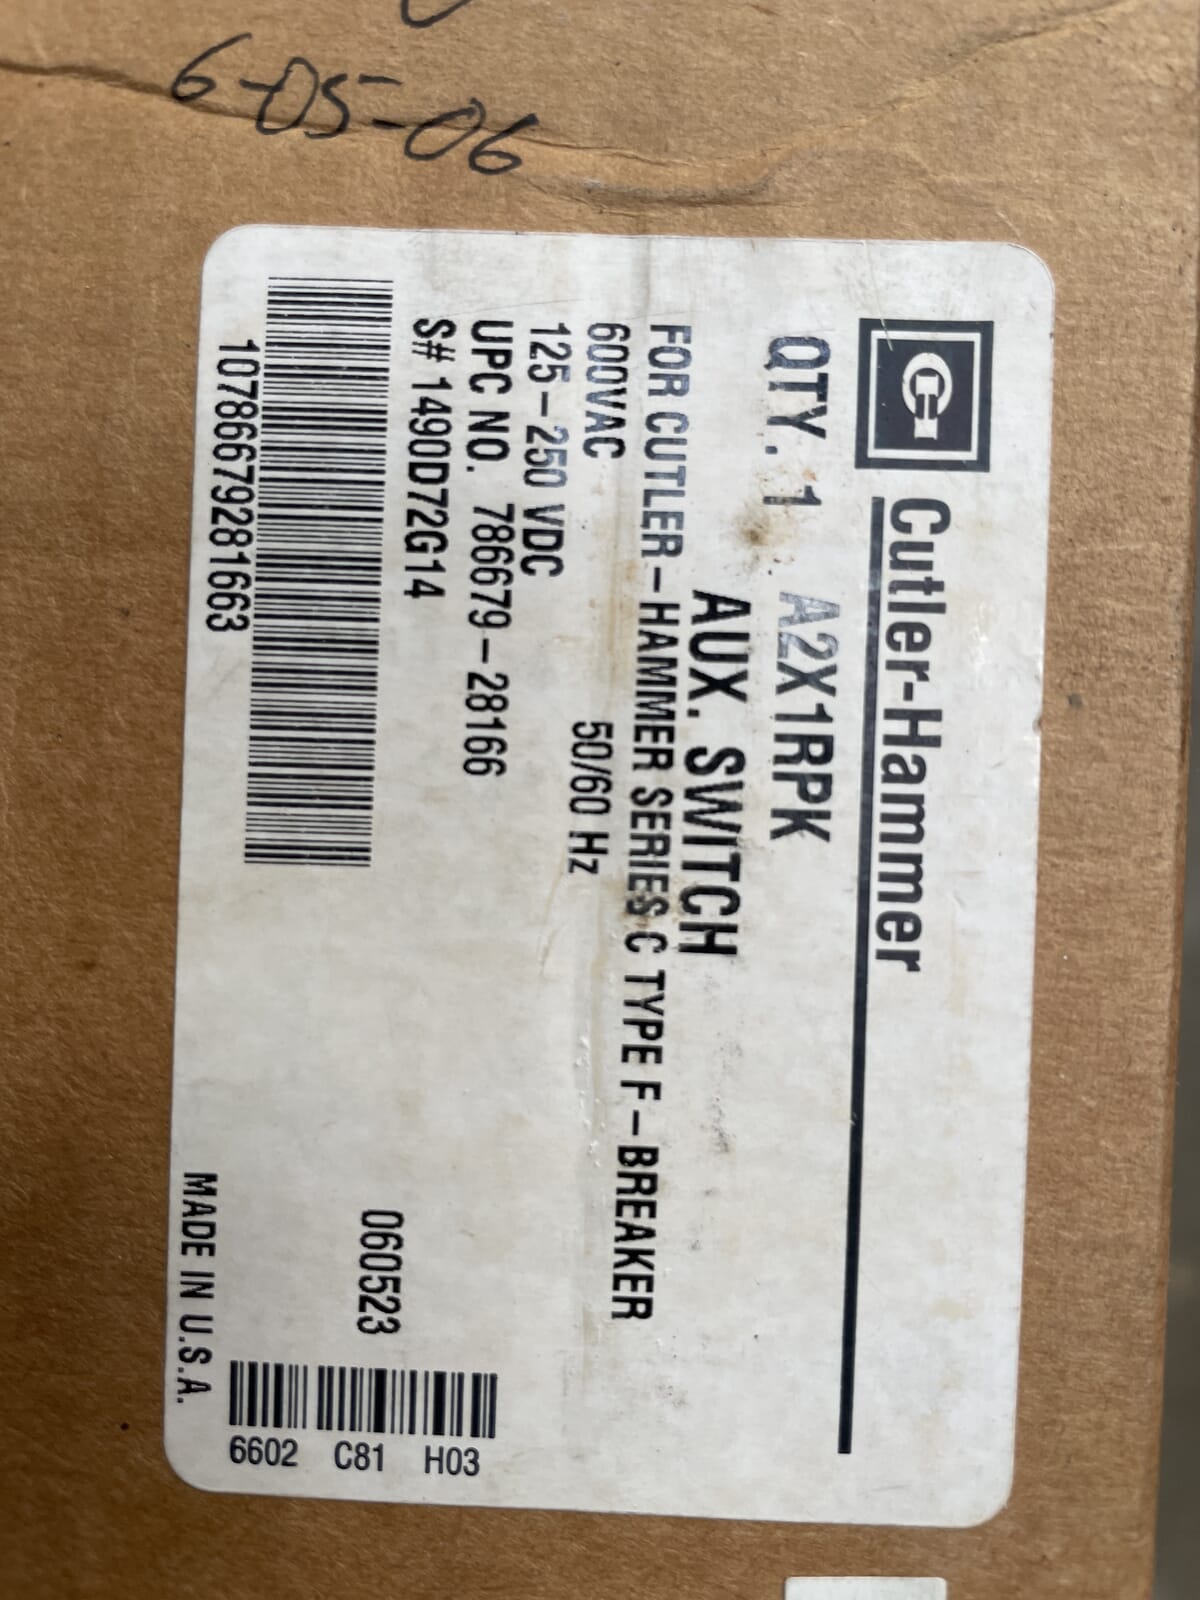 6-05-06
Cutler-Hammer
QTY. 1 A2X1RPK
AUX. SWITCH
FOR CUTLER-HAMMER SERIES C TYPE F-BREAKER
600VAC 50/60 Hz
125-250 VDC
UPC NO. 786679-28166
S# 1490D72G14
10786679281663
060523
6602 C81 H03
MADE IN U.S.A.